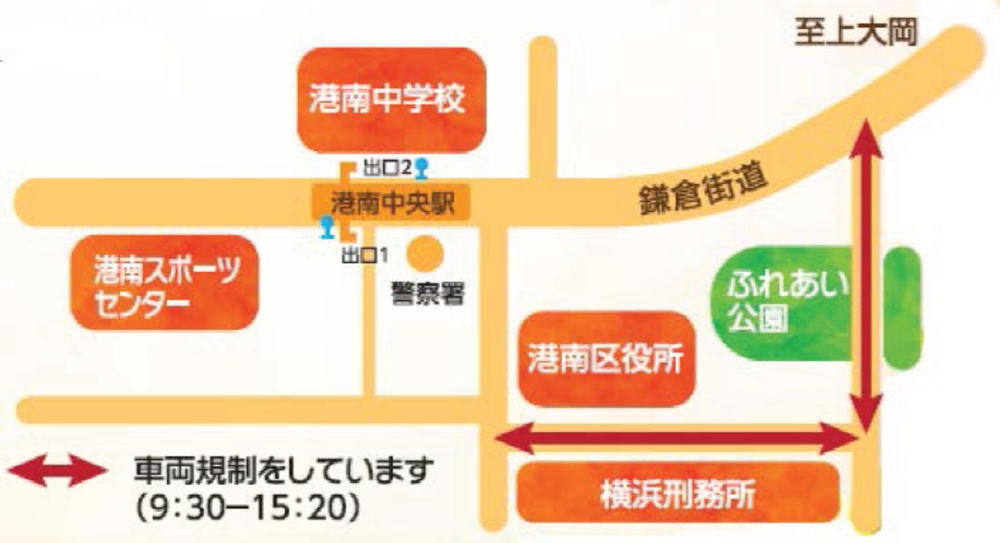 至上大岡
港南中学校
出口2
港南中央駅
鎌倉街道
出口1
港南スポーツ
センター
警察署
ふれあい
公園
港南区役所
車両規制をしています
(9:30−15:20)
横浜刑務所